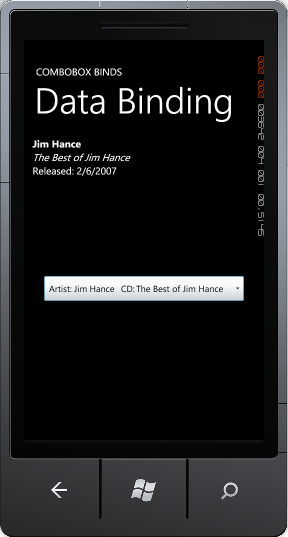 COMBOBOX BINDS
Data Binding
Jim Hance
The Best of Jim Hance
Released: 2/6/2007
Artist: Jim Hance CD: The Best of Jim Hance